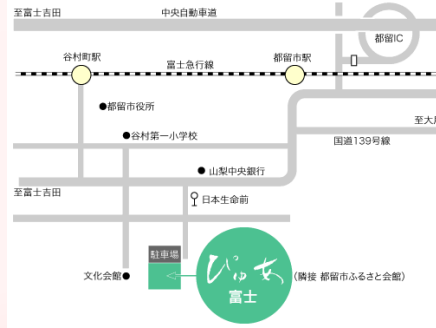 至富士吉田
中央自動車道
都留IC
谷村町駅
富士急行線
都留市駅
●都留市役所
至大月
●谷村第一小学校
国道139号線
●山梨中央銀行
至富士吉田
日本生命前
駐車場
ぴゅあ
富士
文化会館●
(隣接 都留市ふるさと会館)